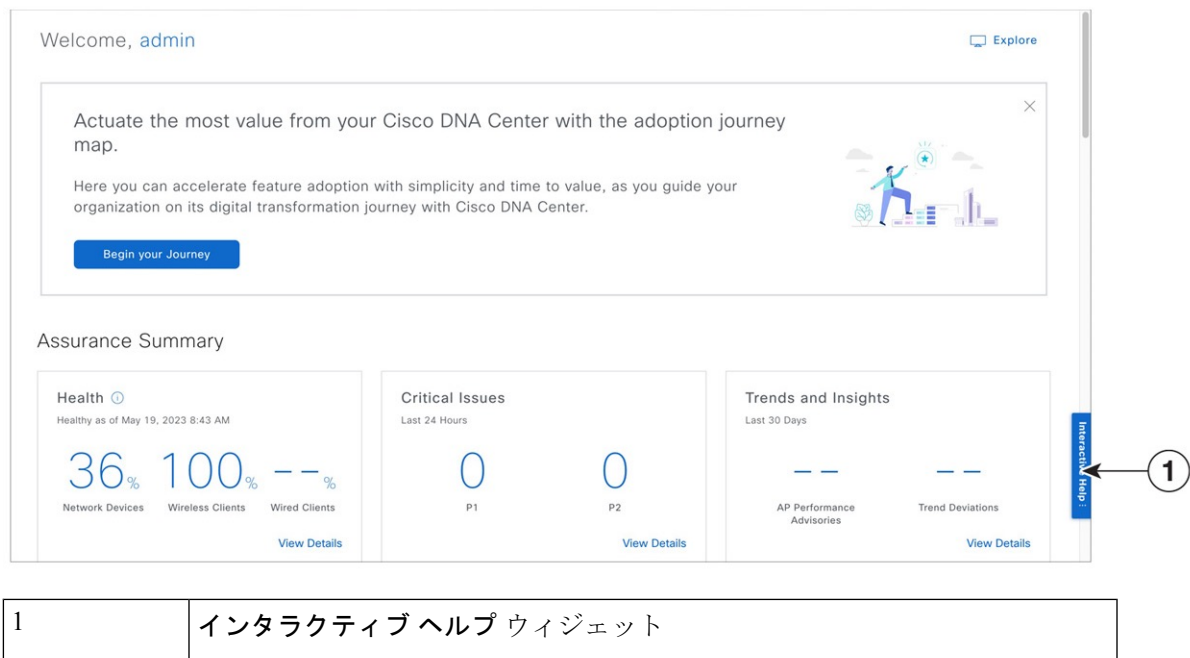 Welcome, admin
Explore
Actuate the most value from your Cisco DNA Center with the adoption journey
map.
Here you can accelerate feature adoption with simplicity and time to value, as you guide your
organization on its digital transformation journey with Cisco DNA Center.
Begin your Journey
Assurance Summary
Health
Healthy as of May 19, 2023 8:43 AM
36% 100% --%
Network Devices Wireless Clients Wired Clients
View Details
Critical Issues
Last 24 Hours
0 0
P1 P2
View Details
Trends and Insights
Last 30 Days
-- --
AP Performance
Advisories
Trend Deviations
View Details
Interactive Help
1
1 インタラクティブ ヘルプ ウィジェット